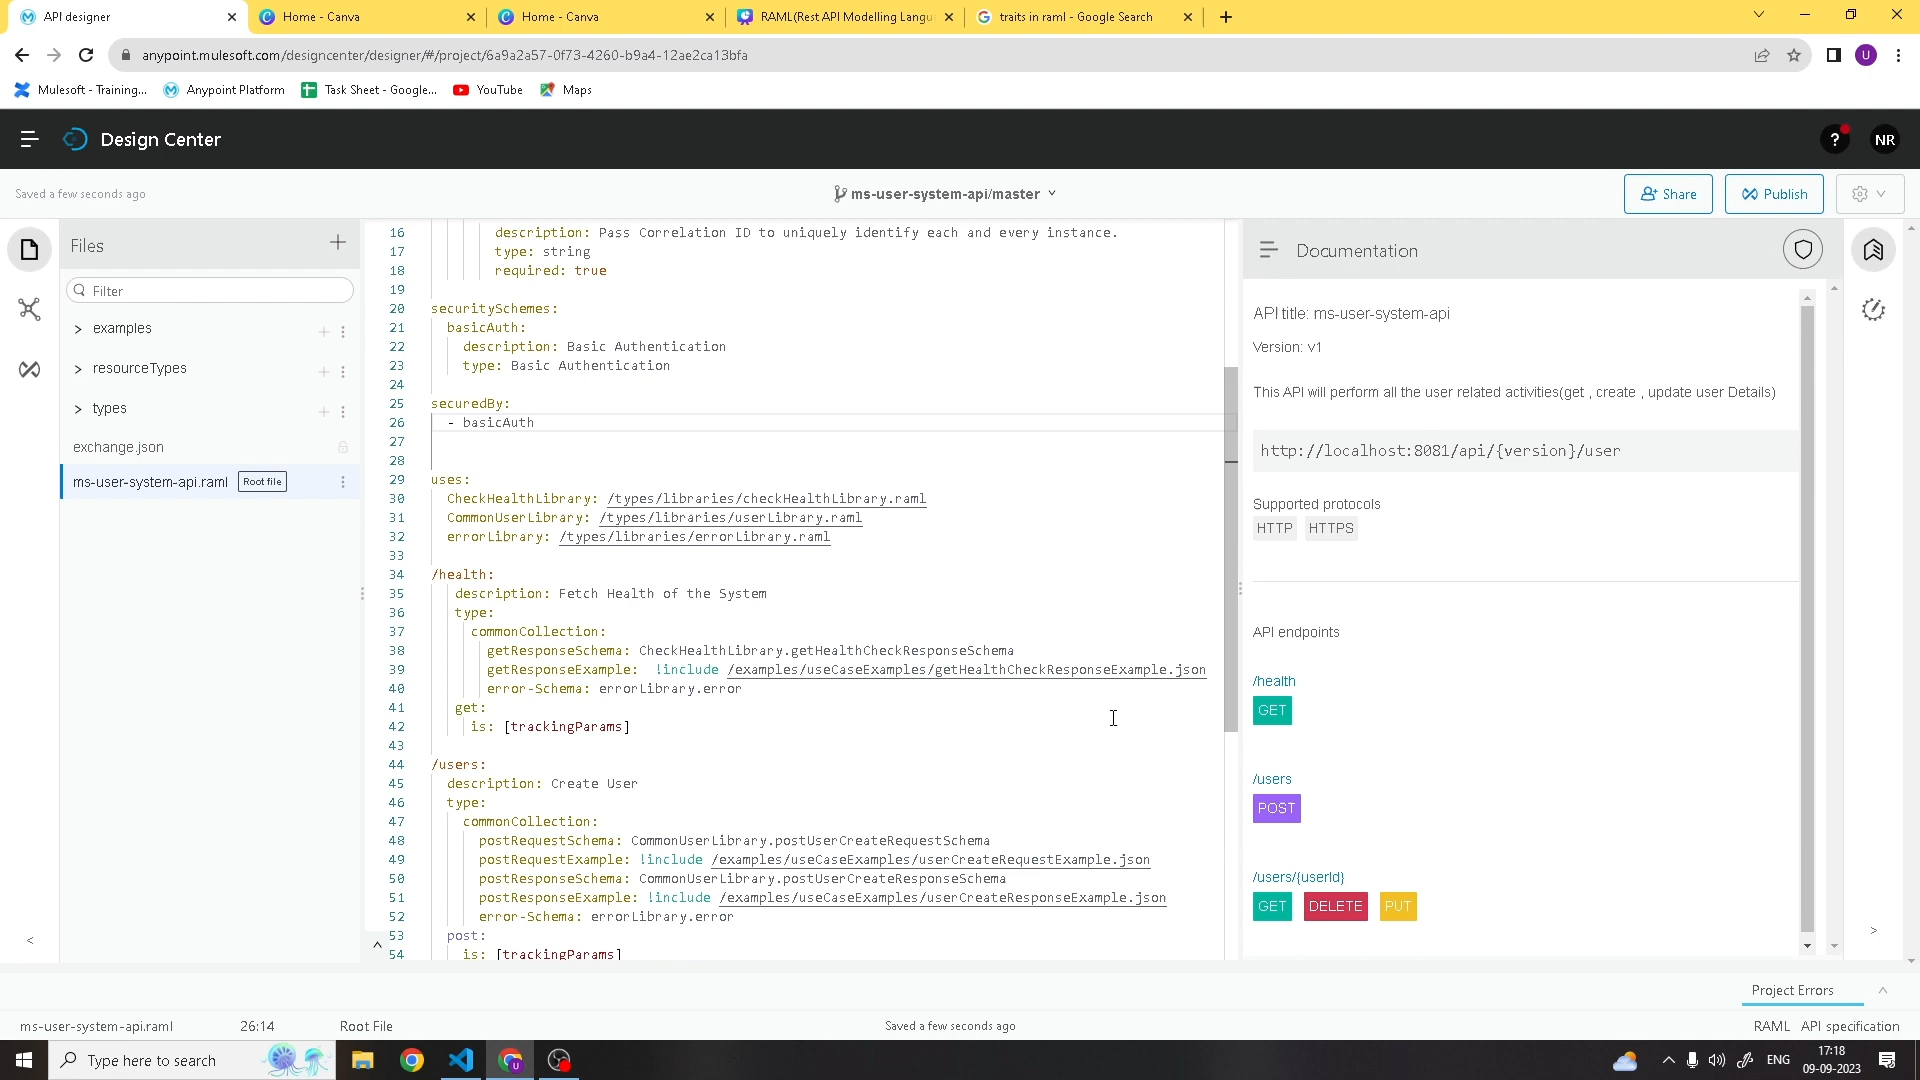 API designer
Home - Canva
Home - Canva
RAML(Rest API Modelling Langu
traits in raml - Google Search
anypoint.mulesoft.com/designcenter/designer/#/project/6a9a2a57-0f73-4260-b9a4-12ae2ca13bfa
U
Mulesoft - Training...
Anypoint Platform
Task Sheet - Google...
YouTube
Maps
Design Center
?
NR
Saved a few seconds ago
ms-user-system-api/master
Share
Publish
Files
Filter
examples
resourceTypes
types
exchange.json
ms-user-system-api.raml Root file
16 description: Pass Correlation ID to uniquely identify each and every instance.
17 type: string
18 required: true
19
20 securitySchemes:
21 basicAuth:
22 description: Basic Authentication
23 type: Basic Authentication
24
25 securedBy:
26 - basicAuth
27
28
29 uses:
30 CheckHealthLibrary: /types/libraries/checkHealthLibrary.raml
31 CommonUserLibrary: /types/libraries/userLibrary.raml
32 errorLibrary: /types/libraries/errorLibrary.raml
33
34 /health:
35 description: Fetch Health of the System
36 type:
37 commonCollection:
38 getResponseSchema: CheckHealthLibrary.getHealthCheckResponseSchema
39 getResponseExample: !include /examples/useCaseExamples/getHealthCheckResponseExample.json
40 error-Schema: errorLibrary.error
41 get:
42 is: [trackingParams]
43
44 /users:
45 description: Create User
46 type:
47 commonCollection:
48 postRequestSchema: CommonUserLibrary.postUserCreateRequestSchema
49 postRequestExample: !include /examples/useCaseExamples/userCreateRequestExample.json
50 postResponseSchema: CommonUserLibrary.postUserCreateResponseSchema
51 postResponseExample: !include /examples/useCaseExamples/userCreateResponseExample.json
52 error-Schema: errorLibrary.error
53 post:
54 is: [trackingParams]
Documentation
API title: ms-user-system-api
Version: v1
This API will perform all the user related activities(get , create , update user Details)
http://localhost:8081/api/{version}/user
Supported protocols
HTTP HTTPS
API endpoints
/health
GET
/users
POST
/users/{userId}
GET DELETE PUT
Project Errors
ms-user-system-api.raml
26:14
Root File
Saved a few seconds ago
RAML API specification
Type here to search
U
ENG
17:18
09-09-2023